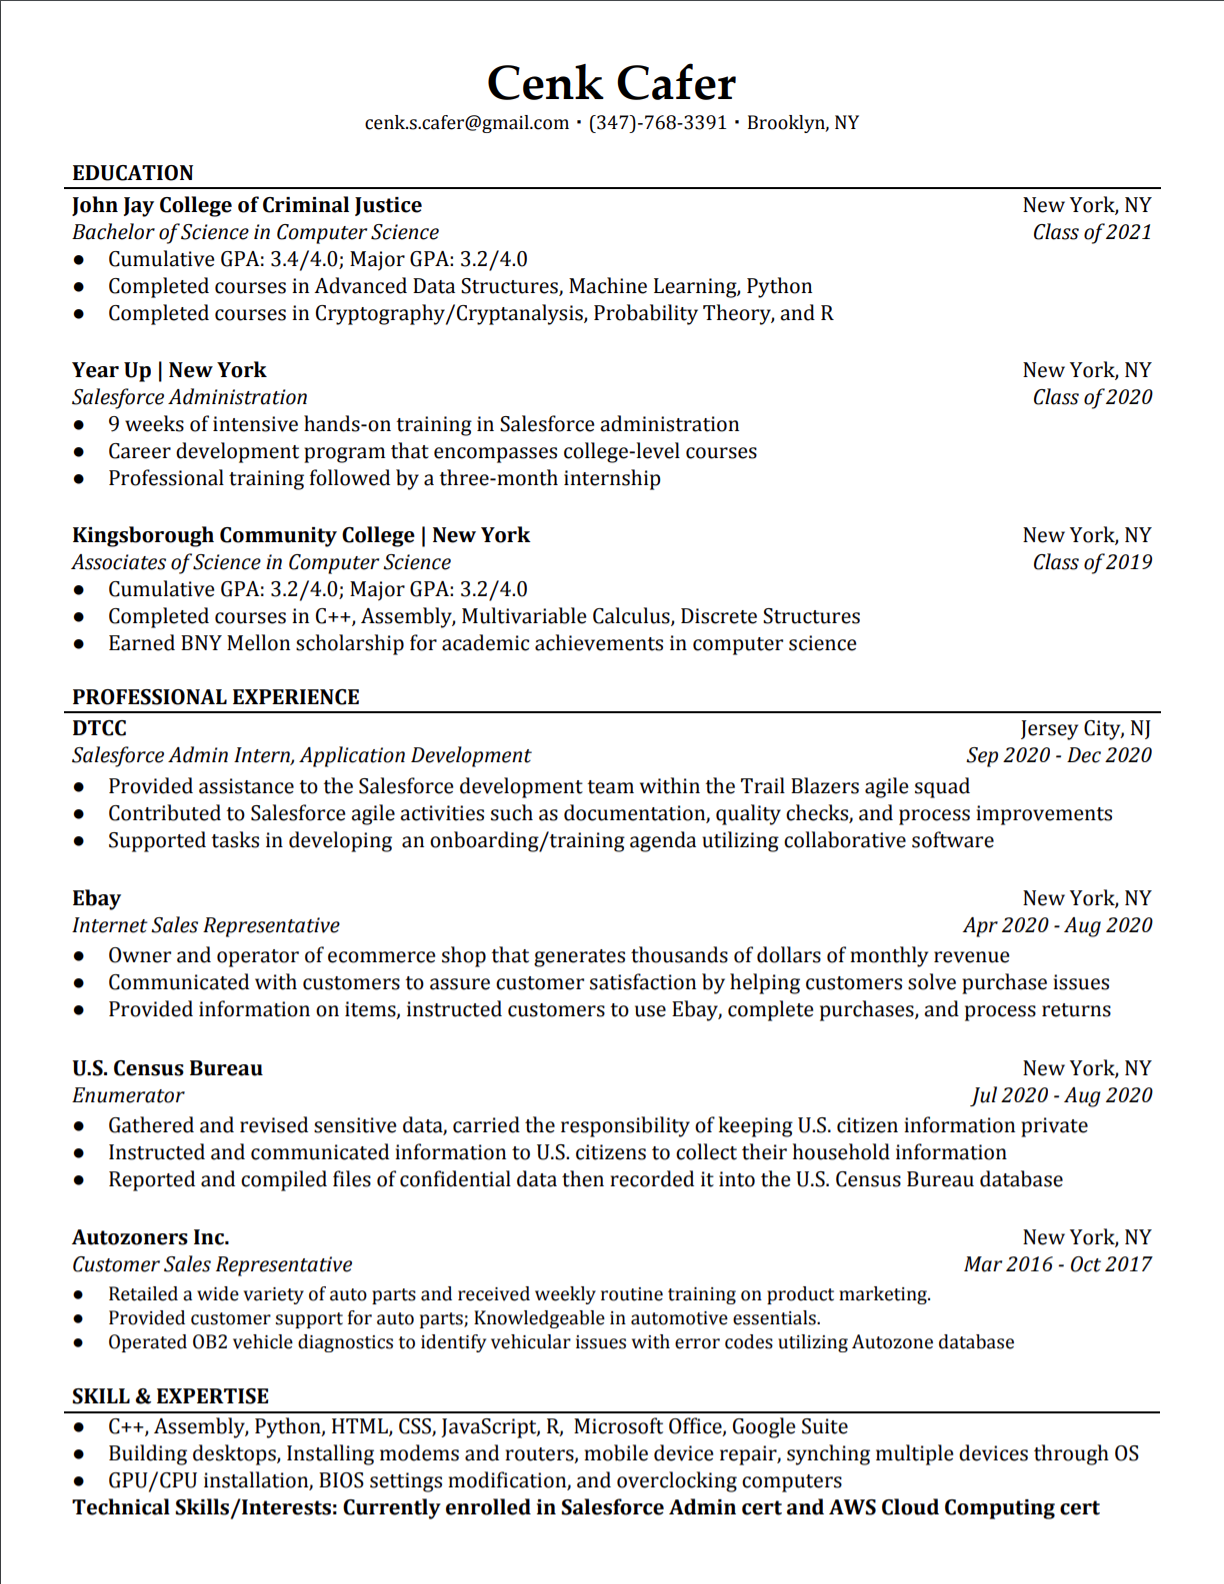 Cenk Cafer
cenk.s.cafer@gmail.com · (347)-768-3391 · Brooklyn, NY
EDUCATION
John Jay College of Criminal Justice New York, NY
Bachelor of Science in Computer Science Class of 2021
● Cumulative GPA: 3.4/4.0; Major GPA: 3.2/4.0
● Completed courses in Advanced Data Structures, Machine Learning, Python
● Completed courses in Cryptography/Cryptanalysis, Probability Theory, and R
Year Up | New York New York, NY
Salesforce Administration Class of 2020
● 9 weeks of intensive hands-on training in Salesforce administration
● Career development program that encompasses college-level courses
● Professional training followed by a three-month internship
Kingsborough Community College | New York New York, NY
Associates of Science in Computer Science Class of 2019
● Cumulative GPA: 3.2/4.0; Major GPA: 3.2/4.0
● Completed courses in C++, Assembly, Multivariable Calculus, Discrete Structures
● Earned BNY Mellon scholarship for academic achievements in computer science
PROFESSIONAL EXPERIENCE
DTCC Jersey City, NJ
Salesforce Admin Intern, Application Development Sep 2020 - Dec 2020
● Provided assistance to the Salesforce development team within the Trail Blazers agile squad
● Contributed to Salesforce agile activities such as documentation, quality checks, and process improvements
● Supported tasks in developing  an onboarding/training agenda utilizing collaborative software
Ebay New York, NY
Internet Sales Representative Apr 2020 - Aug 2020
● Owner and operator of ecommerce shop that generates thousands of dollars of monthly revenue
● Communicated with customers to assure customer satisfaction by helping customers solve purchase issues
● Provided information on items, instructed customers to use Ebay, complete purchases, and process returns
U.S. Census Bureau New York, NY
Enumerator Jul 2020 - Aug 2020
● Gathered and revised sensitive data, carried the responsibility of keeping U.S. citizen information private
● Instructed and communicated information to U.S. citizens to collect their household information
● Reported and compiled files of confidential data then recorded it into the U.S. Census Bureau database
Autozoners Inc. New York, NY
Customer Sales Representative Mar 2016 - Oct 2017
● Retailed a wide variety of auto parts and received weekly routine training on product marketing.
● Provided customer support for auto parts; Knowledgeable in automotive essentials.
● Operated OB2 vehicle diagnostics to identify vehicular issues with error codes utilizing Autozone database
SKILL & EXPERTISE
● C++, Assembly, Python, HTML, CSS, JavaScript, R,  Microsoft Office, Google Suite
● Building desktops, Installing modems and routers, mobile device repair, synching multiple devices through OS
● GPU/CPU installation, BIOS settings modification, and overclocking computers
Technical Skills/Interests: Currently enrolled in Salesforce Admin cert and AWS Cloud Computing cert